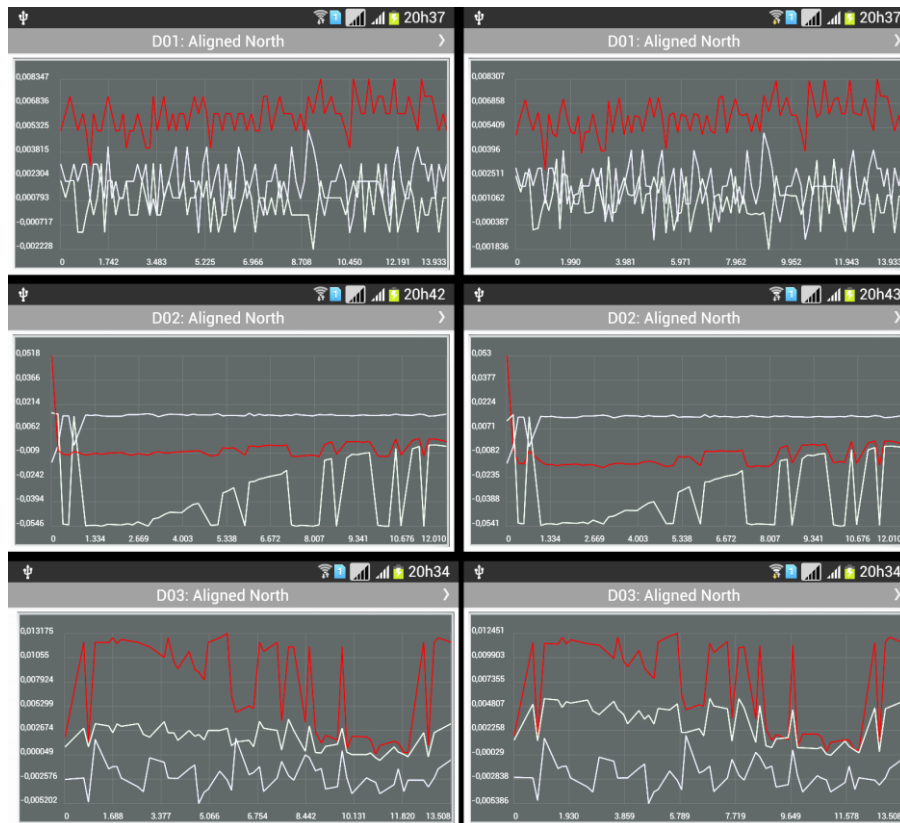 20h37
D01: Aligned North
0,008347
0,006836
0,005325
0,003815
0,002304
0,000793
-0,000717
-0,002228
0 1.742 3.483 5.225 6.966 8.708 10.450 12.191 13.933
20h37
D01: Aligned North
0,008307
0,006858
0,005409
0,00396
0,002511
0,001062
-0,000387
-0,001836
0 1.990 3.981 5.971 7.962 9.952 11.943 13.933
20h42
D02: Aligned North
0,0518
0,0366
0,0214
0,0062
-0,009
-0,0242
-0,0394
-0,0546
0 1.334 2.669 4.003 5.338 6.672 8.007 9.341 10.676 12.010
20h43
D02: Aligned North
0,053
0,0377
0,0224
0,0071
-0,0082
-0,0235
-0,0388
-0,0541
0 1.334 2.669 4.003 5.338 6.672 8.007 9.341 10.676 12.010
20h34
D03: Aligned North
0,013175
0,01055
0,007924
0,005299
0,002674
0,000049
-0,002576
-0,005202
0 1.688 3.377 5.066 6.754 8.442 10.131 11.820 13.508
20h34
D03: Aligned North
0,012451
0,009903
0,007355
0,004807
0,002258
-0,00029
-0,002838
-0,005386
0 1.930 3.859 5.789 7.719 9.649 11.578 13.508